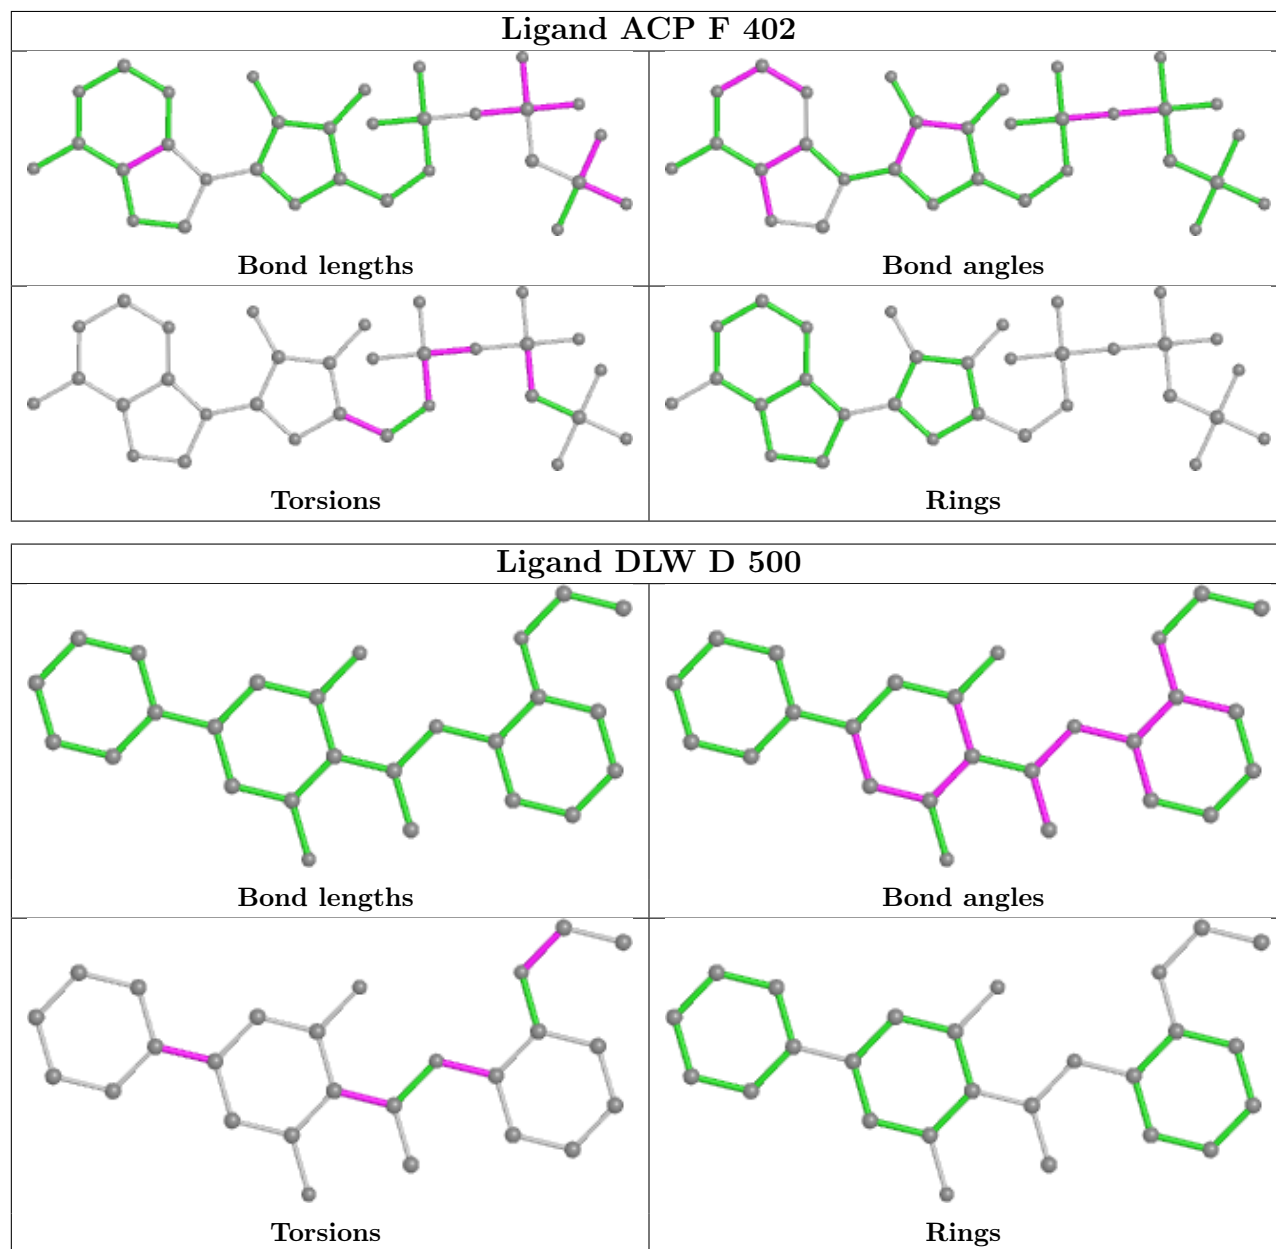 Ligand ACP F 402
Bond lengths
Bond angles
Torsions
Rings
Ligand DLW D 500
Bond lengths
Bond angles
Torsions
Rings